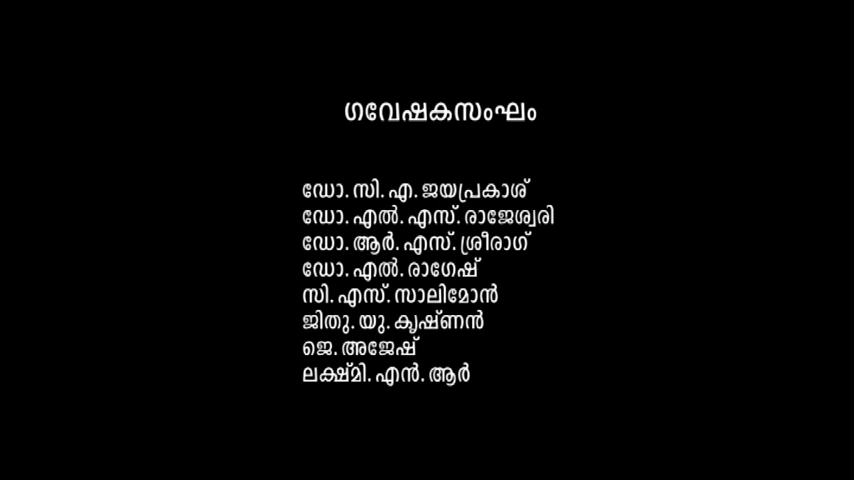 ഗവേഷകസംഘം
ഡോ. സി. എ. ജയപ്രകാശ്
ഡോ. എൽ. എസ്. രാജേശ്വരി
ഡോ. ആർ. എസ്. ശ്രീരാഗ്
ഡോ. എൽ. രാഗേഷ്
സി. എസ്. സാലിമോൻ
ജിതു. യു. കൃഷ്ണൻ
ജെ. അജേഷ്
ലക്ഷ്മി. എൻ. ആർ